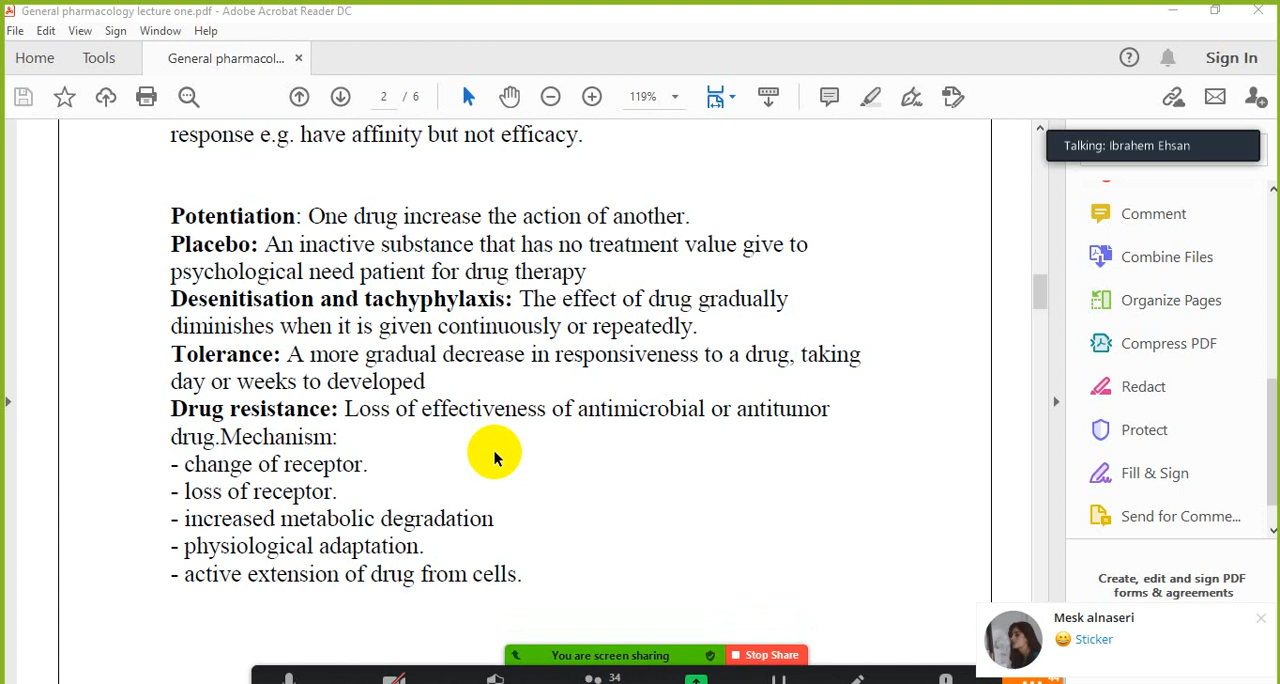 General pharmacology lecture one.pdf - Adobe Acrobat Reader DC
File Edit View Sign Window Help
Home Tools General pharmacol... × Sign In
2 / 6 119%
response e.g. have affinity but not efficacy.
Talking: Ibrahem Ehsan
Potentiation: One drug increase the action of another.
Placebo: An inactive substance that has no treatment value give to
psychological need patient for drug therapy
Desenitisation and tachyphylaxis: The effect of drug gradually
diminishes when it is given continuously or repeatedly.
Tolerance: A more gradual decrease in responsiveness to a drug, taking
day or weeks to developed
Drug resistance: Loss of effectiveness of antimicrobial or antitumor
drug.Mechanism:
- change of receptor.
- loss of receptor.
- increased metabolic degradation
- physiological adaptation.
- active extension of drug from cells.
Comment
Combine Files
Organize Pages
Compress PDF
Redact
Protect
Fill & Sign
Send for Comme...
Create, edit and sign PDF
forms & agreements
Mesk alnaseri
😀 Sticker
You are screen sharing Stop Share
34
44